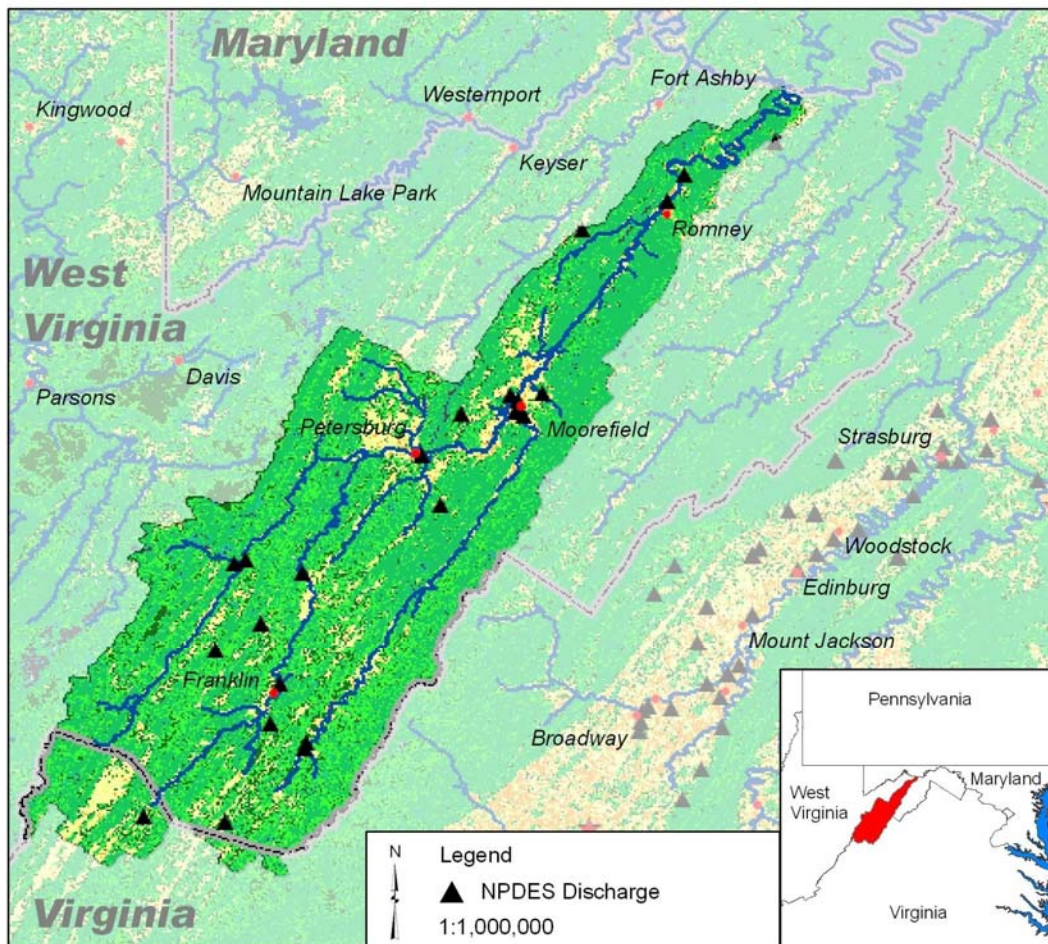 Maryland
Fort Ashby
Kingwood
Westernport
Keyser
Mountain Lake Park
Romney
West
Virginia
Davis
Parsons
Petersburg
Moorefield
Strasburg
Woodstock
Edinburg
Mount Jackson
Franklin
Broadway
Pennsylvania
West
Virginia
Maryland
Virginia
N
Legend
NPDES Discharge
1:1,000,000
Virginia